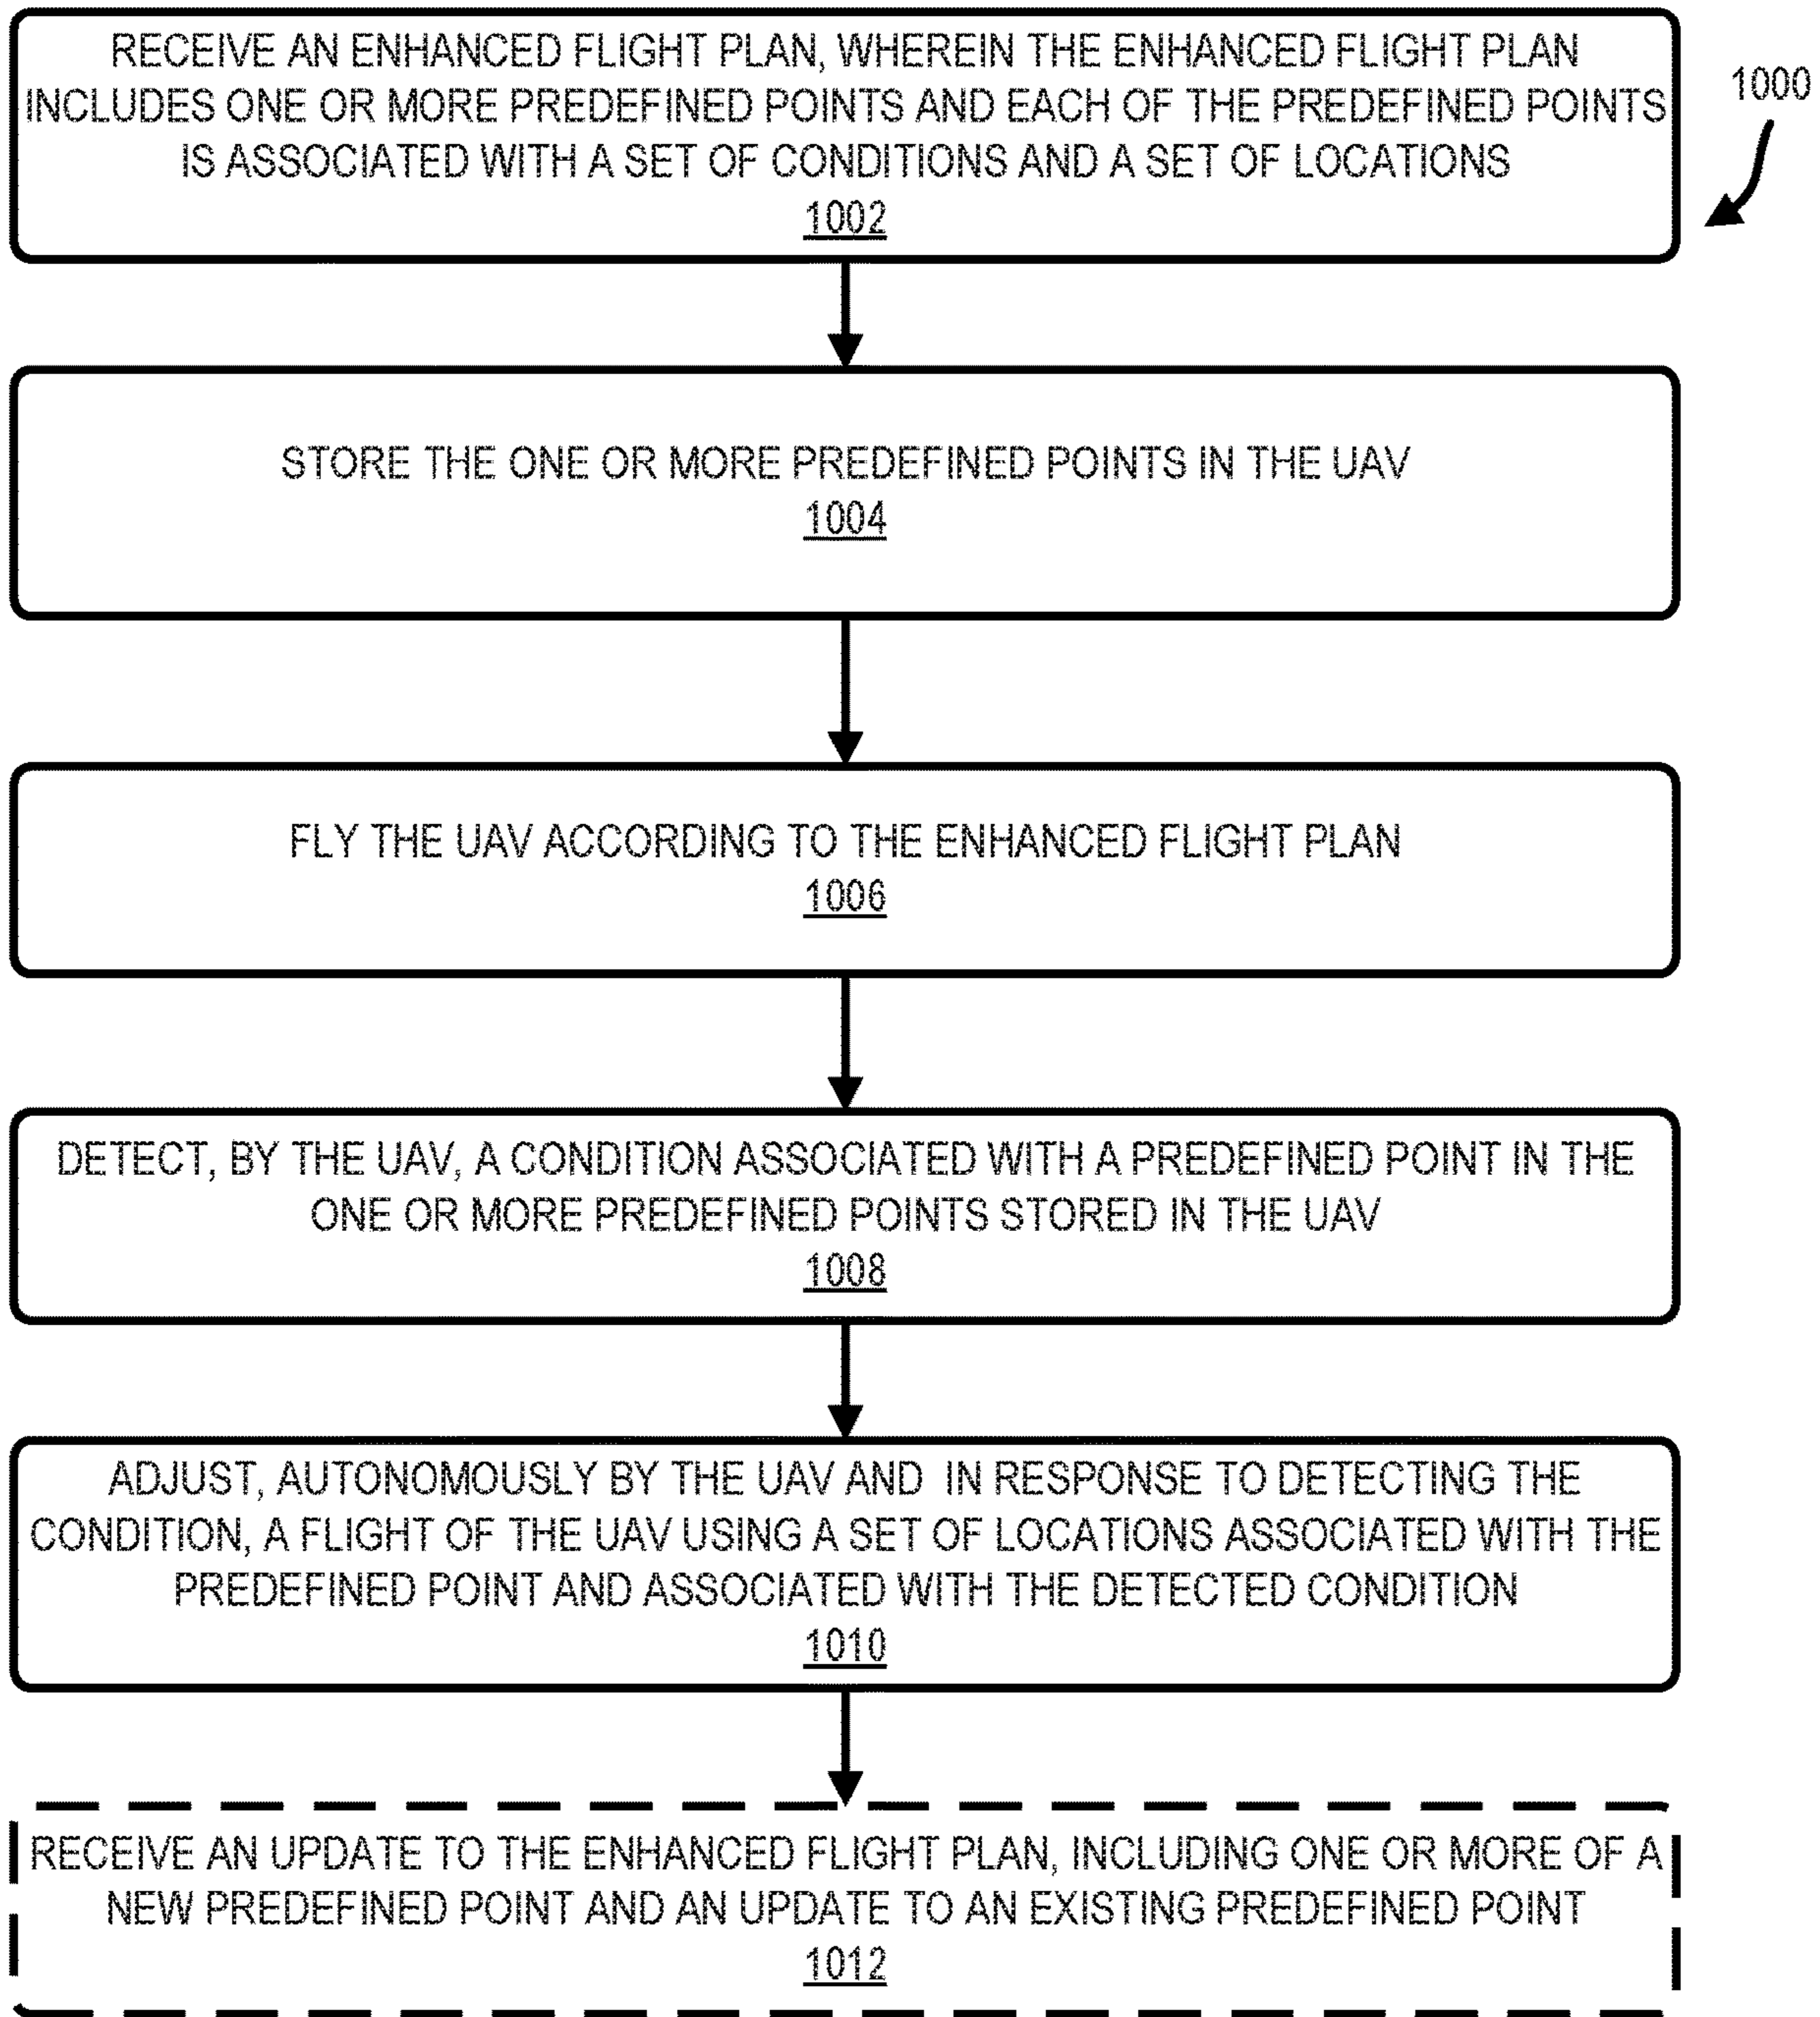 RECEIVE AN ENHANCED FLIGHT PLAN, WHEREIN THE ENHANCED FLIGHT PLAN
INCLUDES ONE OR MORE PREDEFINED POINTS AND EACH OF THE PREDEFINED POINTS
IS ASSOCIATED WITH A SET OF CONDITIONS AND A SET OF LOCATIONS
1002
1000
STORE THE ONE OR MORE PREDEFINED POINTS IN THE UAV
1004
FLY THE UAV ACCORDING TO THE ENHANCED FLIGHT PLAN
1006
DETECT, BY THE UAV, A CONDITION ASSOCIATED WITH A PREDEFINED POINT IN THE
ONE OR MORE PREDEFINED POINTS STORED IN THE UAV
1008
ADJUST, AUTONOMOUSLY BY THE UAV AND IN RESPONSE TO DETECTING THE
CONDITION, A FLIGHT OF THE UAV USING A SET OF LOCATIONS ASSOCIATED WITH THE
PREDEFINED POINT AND ASSOCIATED WITH THE DETECTED CONDITION
1010
RECEIVE AN UPDATE TO THE ENHANCED FLIGHT PLAN, INCLUDING ONE OR MORE OF A
NEW PREDEFINED POINT AND AN UPDATE TO AN EXISTING PREDEFINED POINT
1012